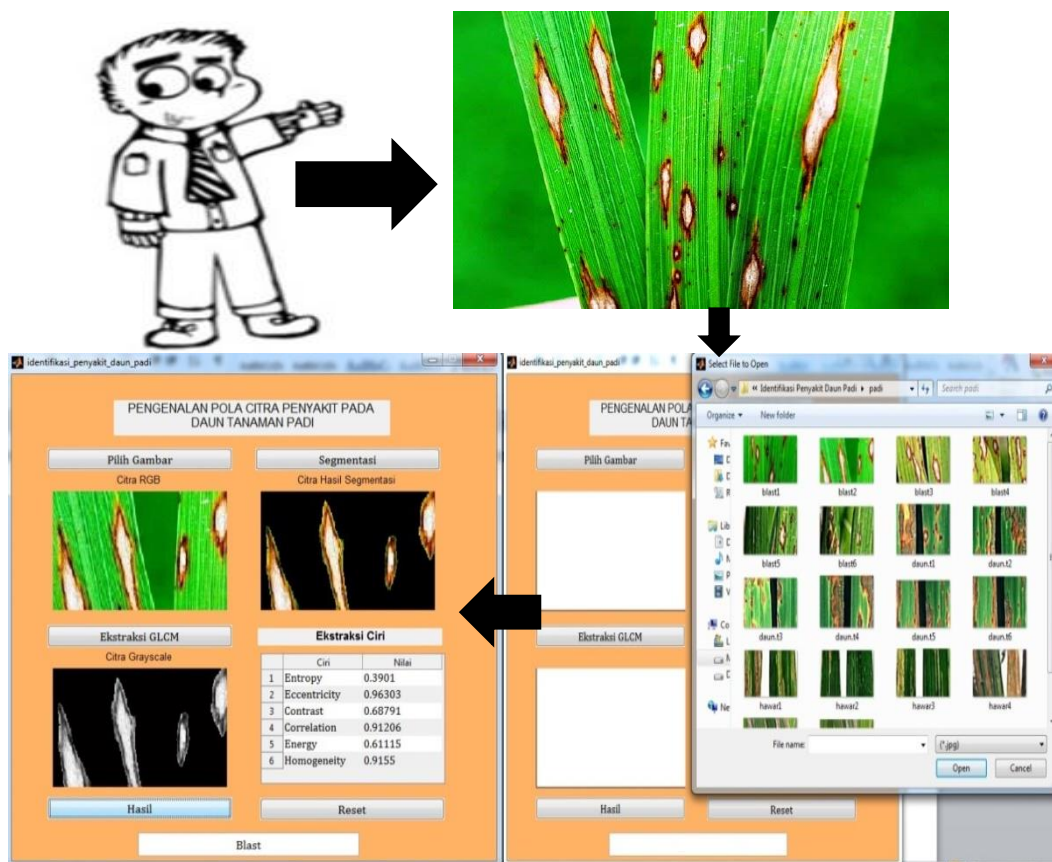 identifikasi_penyakit_daun_padi
PENGENALAN POLA CITRA PENYAKIT PADA
DAUN TANAMAN PADI
Pilih Gambar
Segmentasi
Citra RGB
Citra Hasil Segmentasi
Ekstraksi GLCM
Ekstraksi Ciri
Citra Grayscale
Ciri Nilai
1 Entropy 0.3901
2 Eccentricity 0.96303
3 Contrast 0.68791
4 Correlation 0.91206
5 Energy 0.61115
6 Homogeneity 0.9155
Hasil
Reset
Blast
identifikasi_penyakit_daun_padi
PENGENALAN POLA
DAUN TA
Pilih Gambar
Ekstraksi GLCM
Hasil
Reset
Select File to Open
« Identifikasi Penyakit Daun Padi ▸ padi
Search padi
Organize ▾ New folder
Fav
D
D
R
Lib
D
M
P
V
Co
L
M
D
Ne
blast1 blast2 blast3 blast4
blast5 blast6 daun.t1 daun.t2
daun.t3 daun.t4 daun.t5 daun.t6
hawar1 hawar2 hawar3 hawar4
File name:
(*.jpg)
Open Cancel